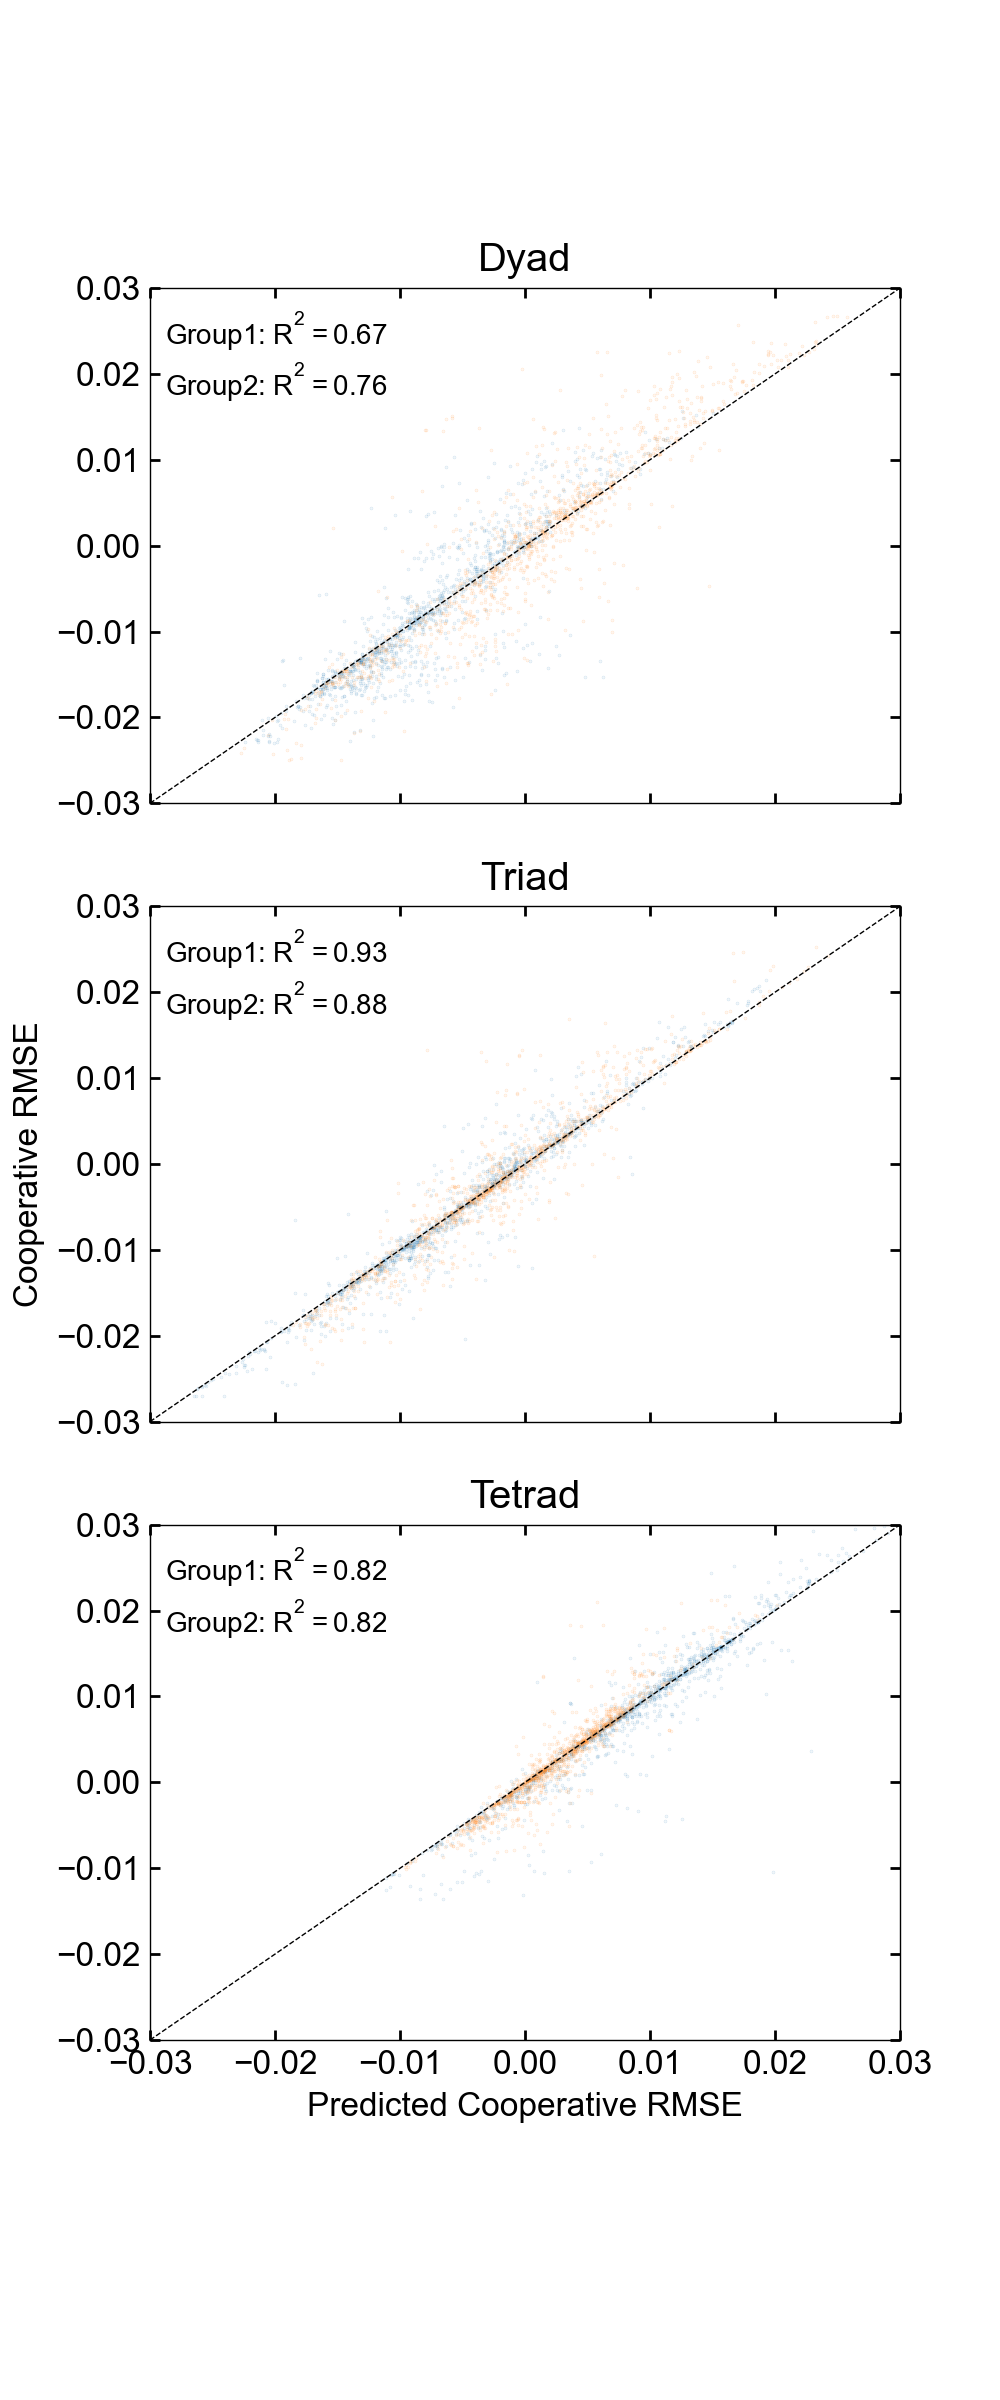 Dyad
0.03
Group1: R² = 0.67
0.02
Group2: R² = 0.76
0.01
0.00
−0.01
−0.02
−0.03
Triad
0.03
Group1: R² = 0.93
0.02
Group2: R² = 0.88
0.01
0.00
−0.01
−0.02
−0.03
Cooperative RMSE
Tetrad
0.03
Group1: R² = 0.82
0.02
Group2: R² = 0.82
0.01
0.00
−0.01
−0.02
−0.03
−0.03 −0.02 −0.01 0.00 0.01 0.02 0.03
Predicted Cooperative RMSE